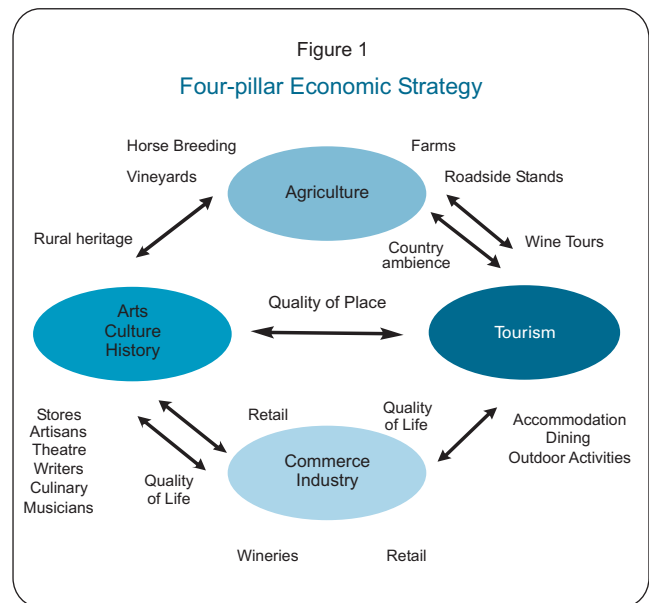 Figure 1
Four-pillar Economic Strategy
Horse Breeding
Farms
Vineyards
Agriculture
Roadside Stands
Rural heritage
Country
ambience
Wine Tours
Quality of Place
Arts
Culture
History
Tourism
Stores
Artisans
Theatre
Writers
Culinary
Musicians
Retail
Quality
of Life
Quality
of Life
Commerce
Industry
Accommodation
Dining
Outdoor Activities
Wineries
Retail